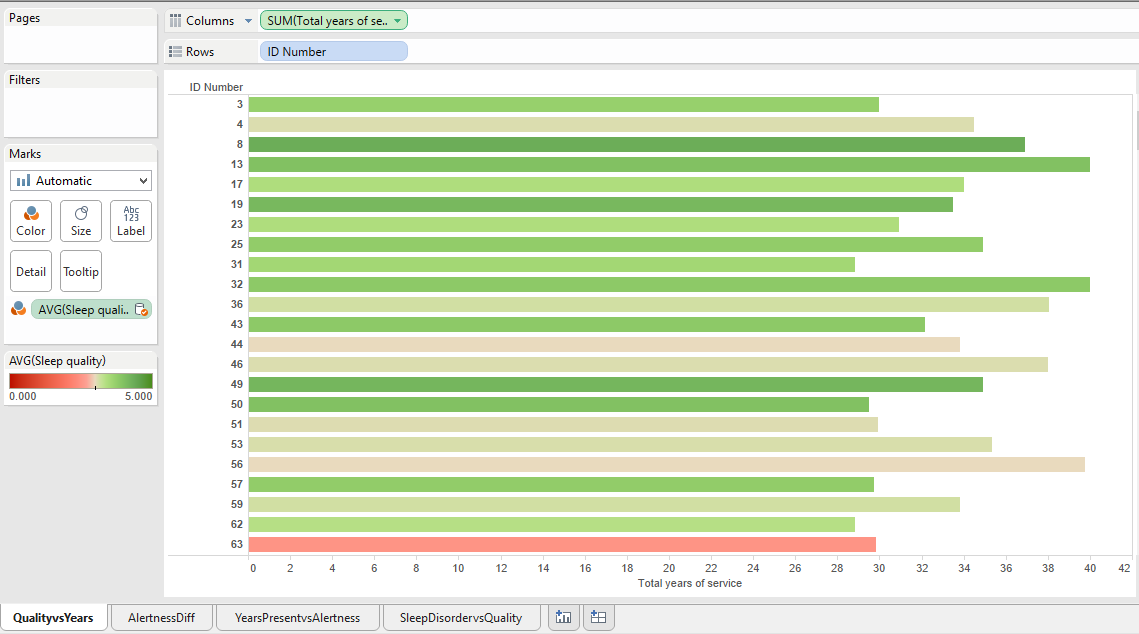 Pages
Columns SUM(Total years of se..
Rows ID Number
Filters
Marks
Automatic
Color Size Abc 123 Label
Detail Tooltip
AVG(Sleep quali..
AVG(Sleep quality)
0.000 5.000
ID Number
3
4
8
13
17
19
23
25
31
32
36
43
44
46
49
50
51
53
56
57
59
62
63
0 2 4 6 8 10 12 14 16 18 20 22 24 26 28 30 32 34 36 38 40 42
Total years of service
QualityvsYears AlertnessDiff YearsPresentvsAlertness SleepDisordervsQuality